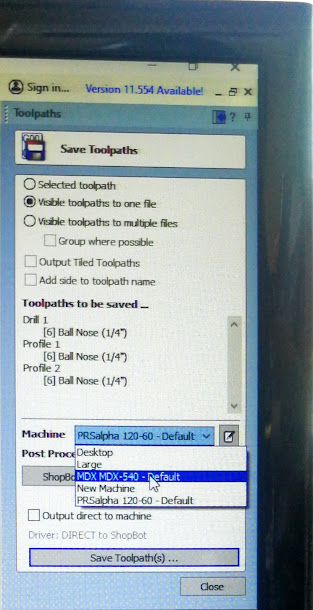 Sign in...
Version 11.554 Available!
Toolpaths
?
G00
Save Toolpaths
Selected toolpath
Visible toolpaths to one file
Visible toolpaths to multiple files
Group where possible
Output Tiled Toolpaths
Add side to toolpath name
Toolpaths to be saved ...
Drill 1
[6] Ball Nose (1/4")
Profile 1
[6] Ball Nose (1/4")
Profile 2
[6] Ball Nose (1/4")
Machine
PRSalpha 120-60 - Default
Desktop
Large
MDX MDX-540 - Default
New Machine
PRSalpha 120-60 - Default
Post Proce
ShopBot
Output direct to machine
Driver: DIRECT to ShopBot
Save Toolpath(s) ...
Close